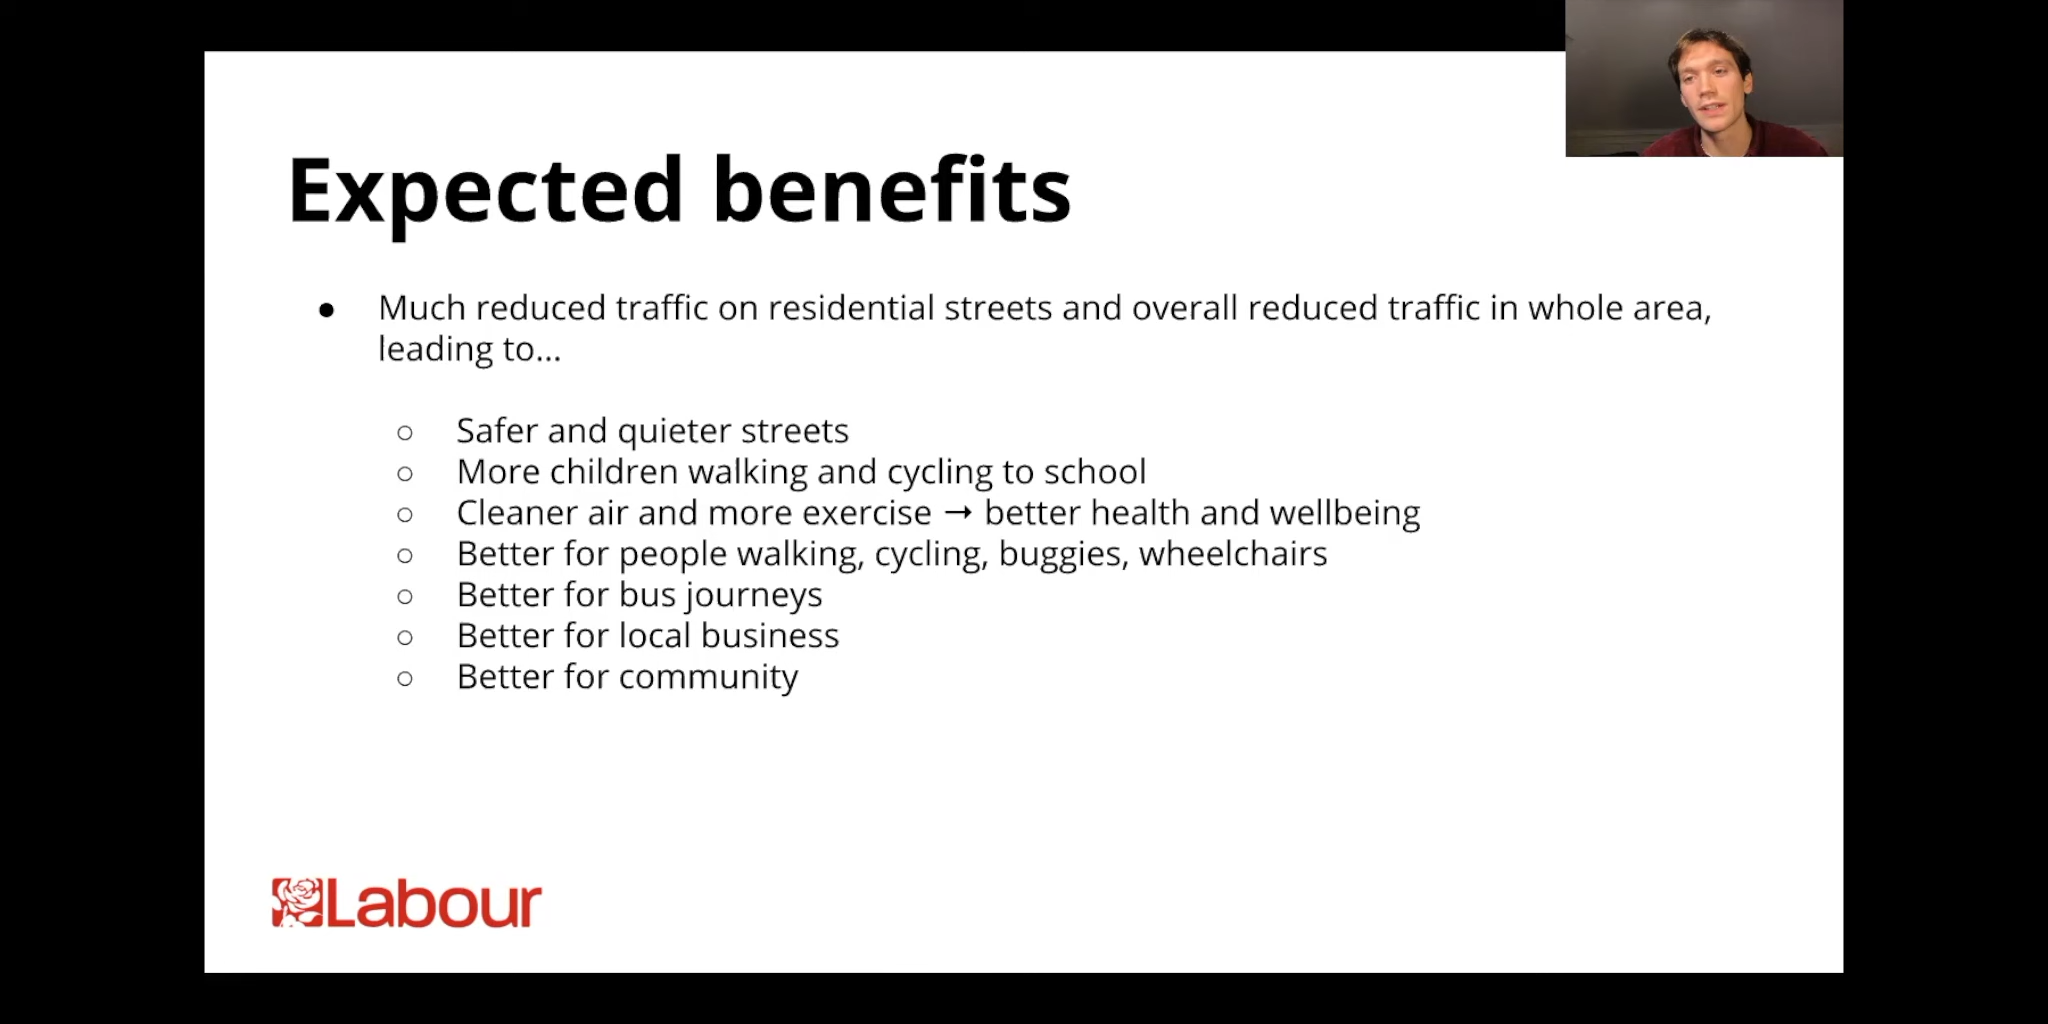 Expected benefits
● Much reduced traffic on residential streets and overall reduced traffic in whole area,
leading to...
○ Safer and quieter streets
○ More children walking and cycling to school
○ Cleaner air and more exercise → better health and wellbeing
○ Better for people walking, cycling, buggies, wheelchairs
○ Better for bus journeys
○ Better for local business
○ Better for community
Labour